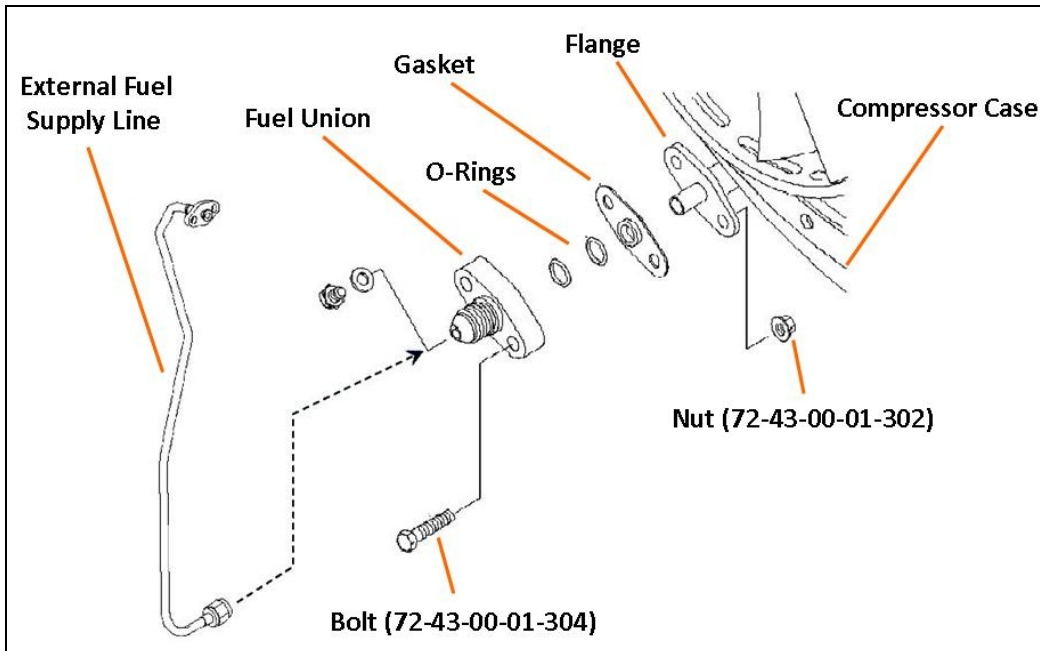 Flange
Gasket
External Fuel
Supply Line
Compressor Case
Fuel Union
O-Rings
Nut (72-43-00-01-302)
Bolt (72-43-00-01-304)